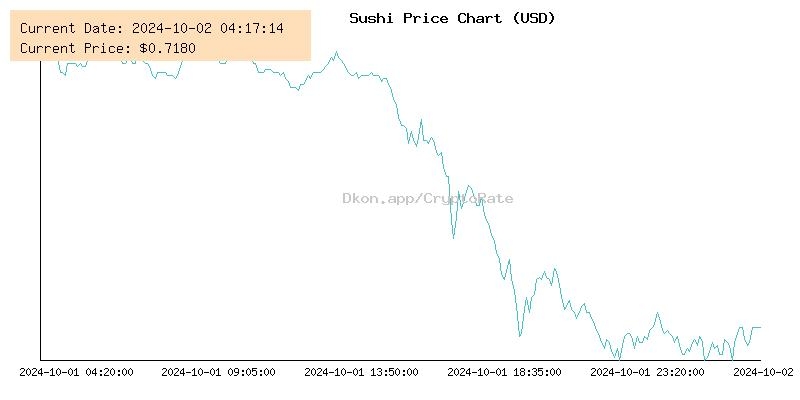 Sushi Price Chart (USD)
Current Date: 2024-10-02 04:17:14
Current Price: $0.7180
Dkon.app/CryptoRate
2024-10-01 04:20:00 2024-10-01 09:05:00 2024-10-01 13:50:00 2024-10-01 18:35:00 2024-10-01 23:20:00 2024-10-02